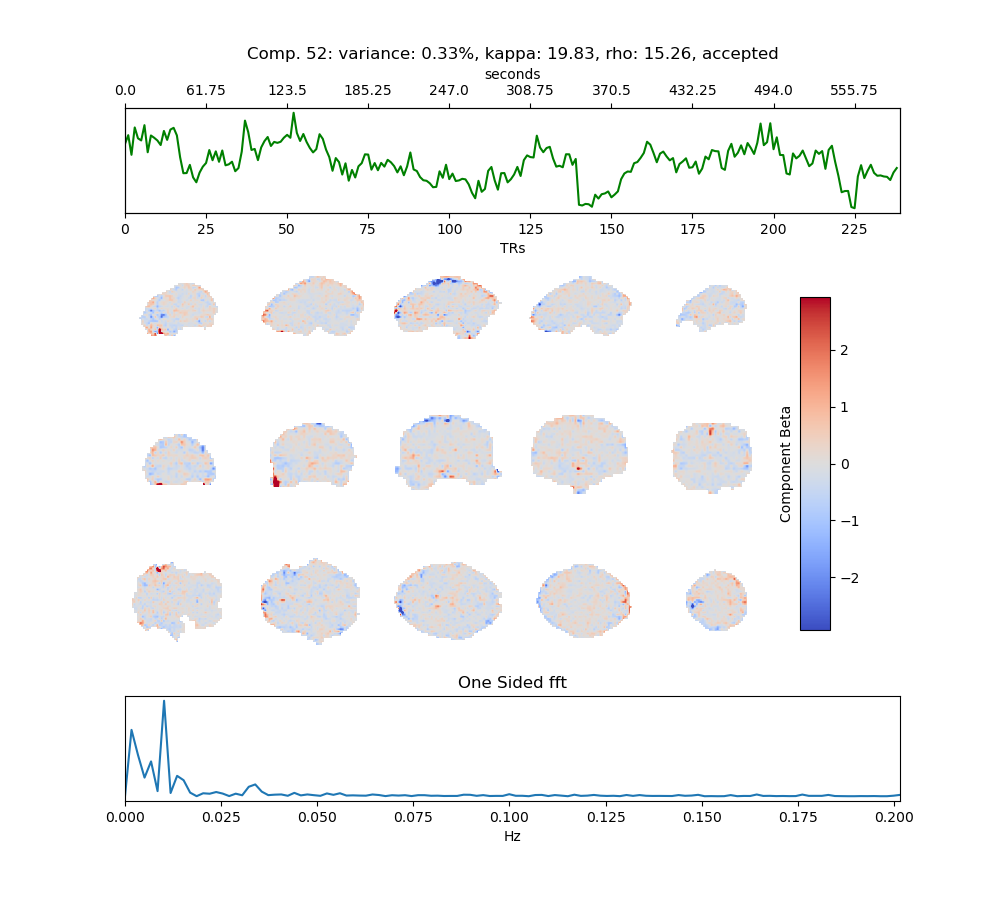 Comp. 52: variance: 0.33%, kappa: 19.83, rho: 15.26, accepted
seconds
0.0 61.75 123.5 185.25 247.0 308.75 370.5 432.25 494.0 555.75
0 25 50 75 100 125 150 175 200 225
TRs
2
1
0
−1
−2
Component Beta
One Sided fft
0.000 0.025 0.050 0.075 0.100 0.125 0.150 0.175 0.200
Hz